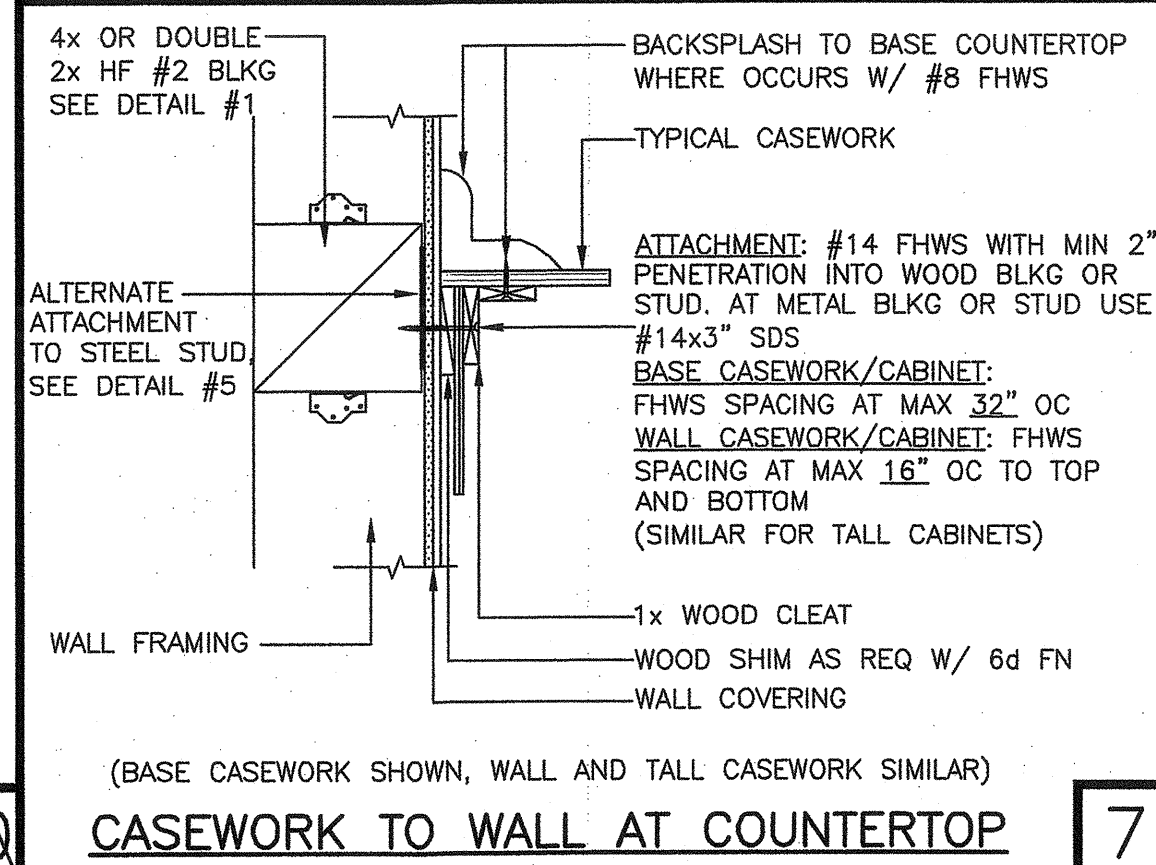 4x OR DOUBLE
2x HF #2 BLKG
SEE DETAIL #1
BACKSPLASH TO BASE COUNTERTOP
WHERE OCCURS W/ #8 FHWS
TYPICAL CASEWORK
ALTERNATE
ATTACHMENT
TO STEEL STUD,
SEE DETAIL #5
ATTACHMENT: #14 FHWS WITH MIN 2"
PENETRATION INTO WOOD BLKG OR
STUD. AT METAL BLKG OR STUD USE
#14x3" SDS
BASE CASEWORK/CABINET:
FHWS SPACING AT MAX 32" OC
WALL CASEWORK/CABINET: FHWS
SPACING AT MAX 16" OC TO TOP
AND BOTTOM
(SIMILAR FOR TALL CABINETS)
WALL FRAMING
1x WOOD CLEAT
WOOD SHIM AS REQ W/ 6d FN
WALL COVERING
(BASE CASEWORK SHOWN, WALL AND TALL CASEWORK SIMILAR)
CASEWORK TO WALL AT COUNTERTOP
7